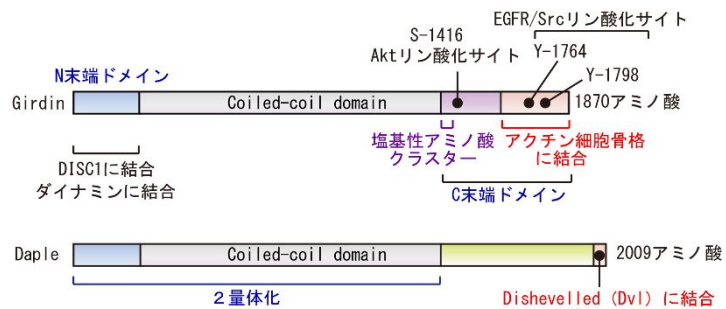 EGFR/Srcリン酸化サイト
S-1416
Aktリン酸化サイト
Y-1764
Y-1798
N末端ドメイン
Girdin
Coiled-coil domain
1870アミノ酸
DISC1に結合
ダイナミンに結合
塩基性アミノ酸
クラスター
アクチン細胞骨格
に結合
C末端ドメイン
Daple
Coiled-coil domain
2009アミノ酸
２量体化
Dishevelled (Dvl) に結合